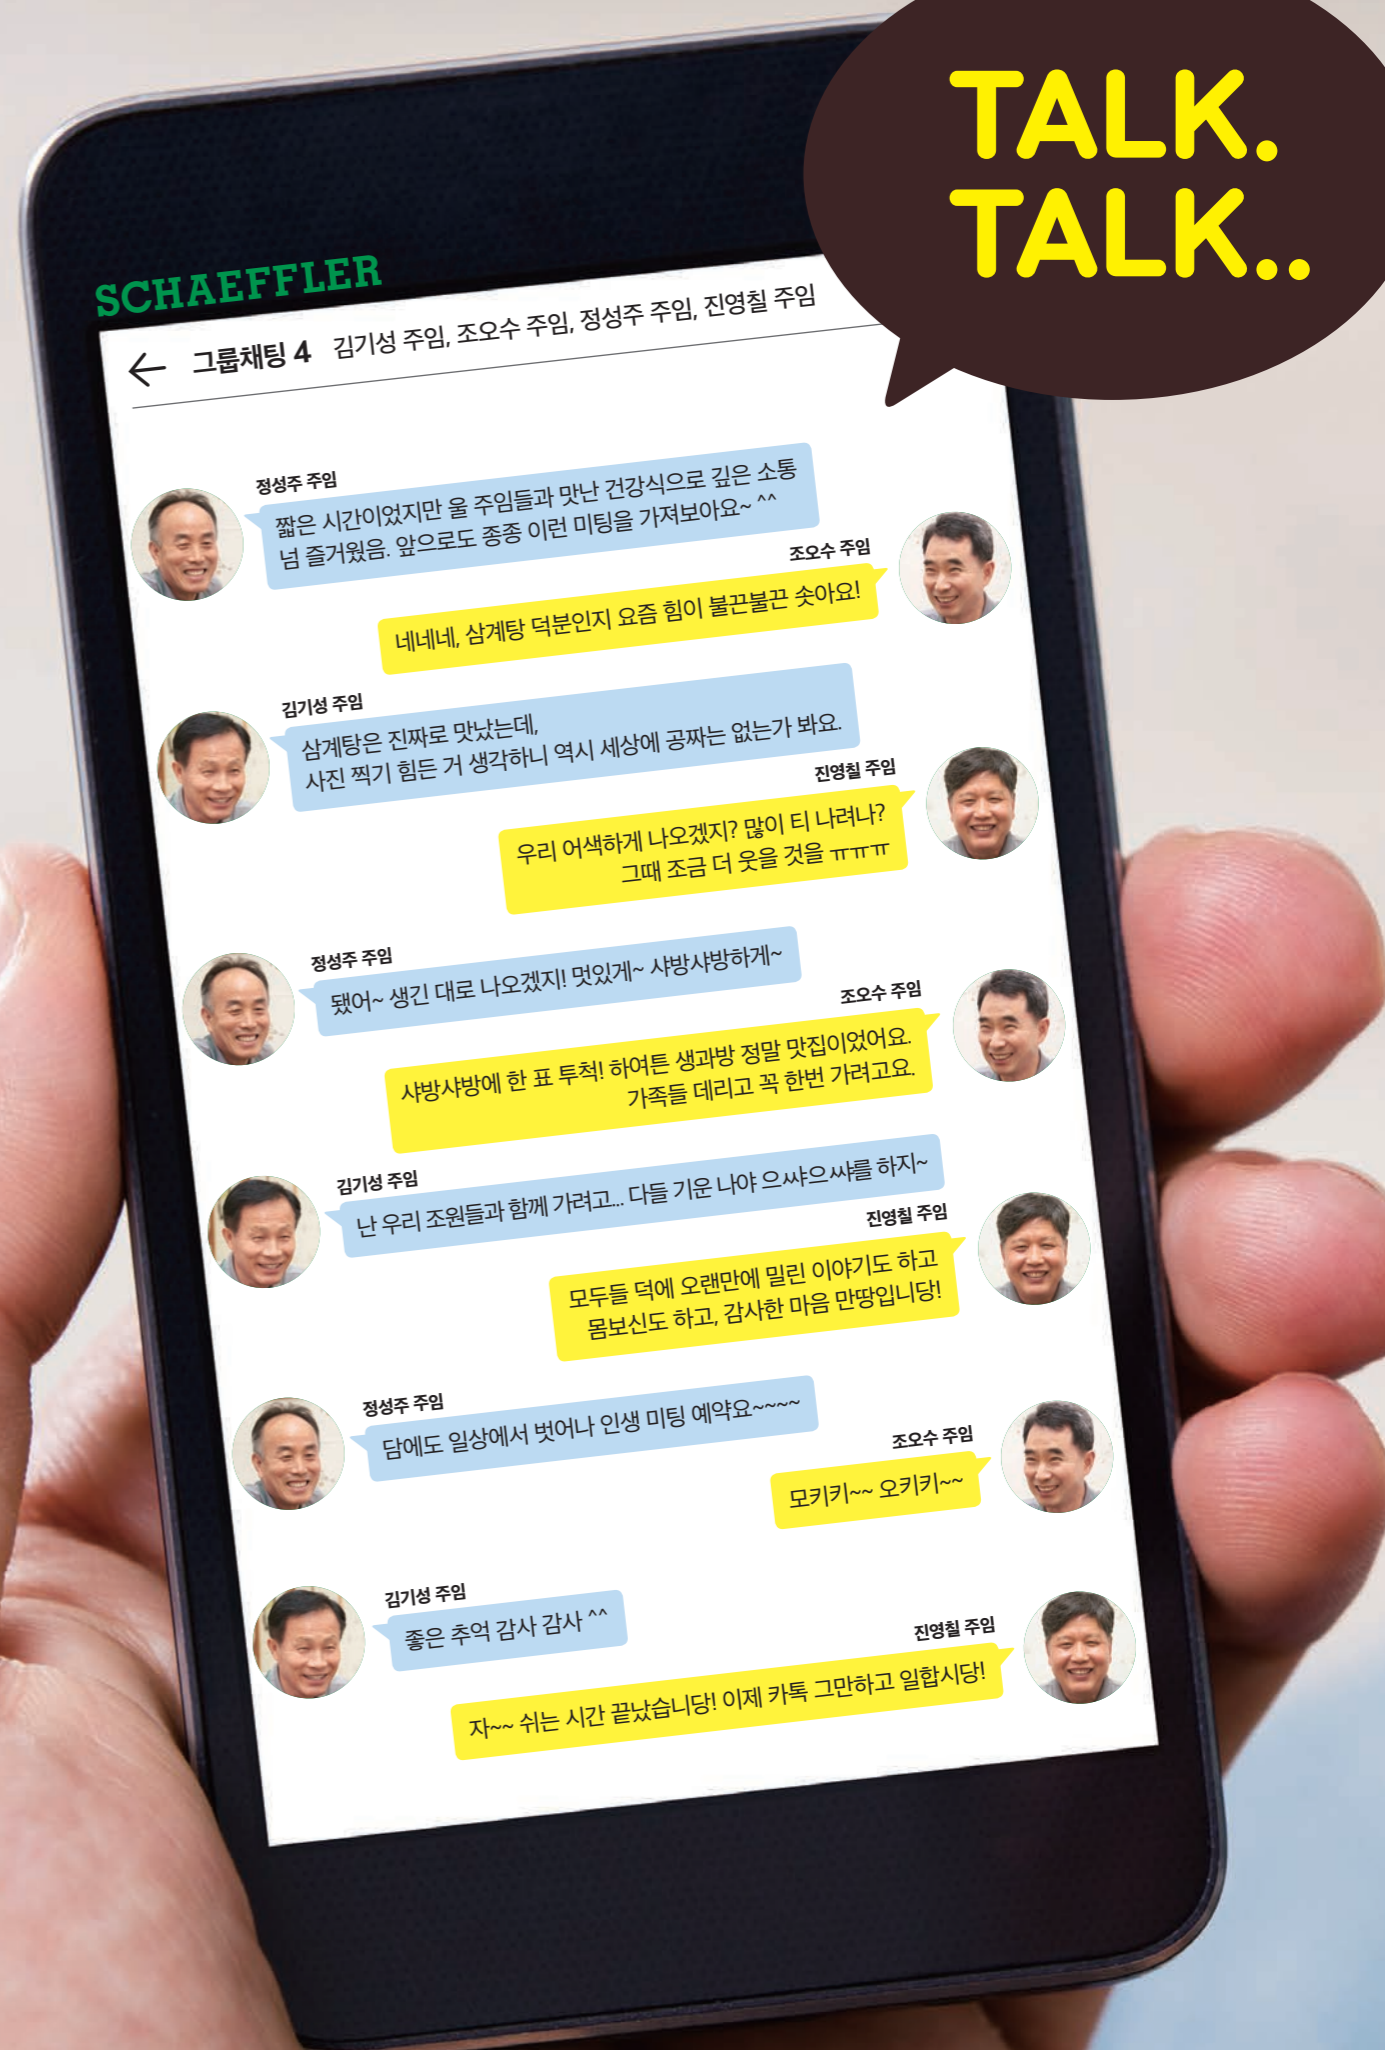 TALK.
TALK..
SCHAEFFLER
← 그룹채팅 4 김기성 주임, 조오수 주임, 정성주 주임, 진영칠 주임
정성주 주임
짧은 시간이었지만 울 주임들과 맛난 건강식으로 깊은 소통
넘 즐거웠음. 앞으로도 종종 이런 미팅을 가져보아요~ ^^
조오수 주임
네네네, 삼계탕 덕분인지 요즘 힘이 불끈불끈 솟아요!
김기성 주임
삼계탕은 진짜로 맛났는데,
사진 찍기 힘든 거 생각하니 역시 세상에 공짜는 없는가 봐요.
진영칠 주임
우리 어색하게 나오겠지? 많이 티 나려나?
그때 조금 더 웃을 것을 ㅠㅠㅠ
정성주 주임
됐어~ 생긴 대로 나오겠지! 멋있게~ 샤방샤방하게~
조오수 주임
샤방샤방에 한 표 투척! 하여튼 생과방 정말 맛집이었어요.
가족들 데리고 꼭 한번 가려고요.
김기성 주임
난 우리 조원들과 함께 가려고... 다들 기운 나야 으쌰으쌰를 하지~
진영칠 주임
모두들 덕에 오랜만에 밀린 이야기도 하고
몸보신도 하고, 감사한 마음 만땅입니당!
정성주 주임
담에도 일상에서 벗어나 인생 미팅 예약요~~~~
조오수 주임
모키키~~ 오키키~~
김기성 주임
좋은 추억 감사 감사 ^^
진영칠 주임
자~~ 쉬는 시간 끝났습니당! 이제 카톡 그만하고 일합시당!